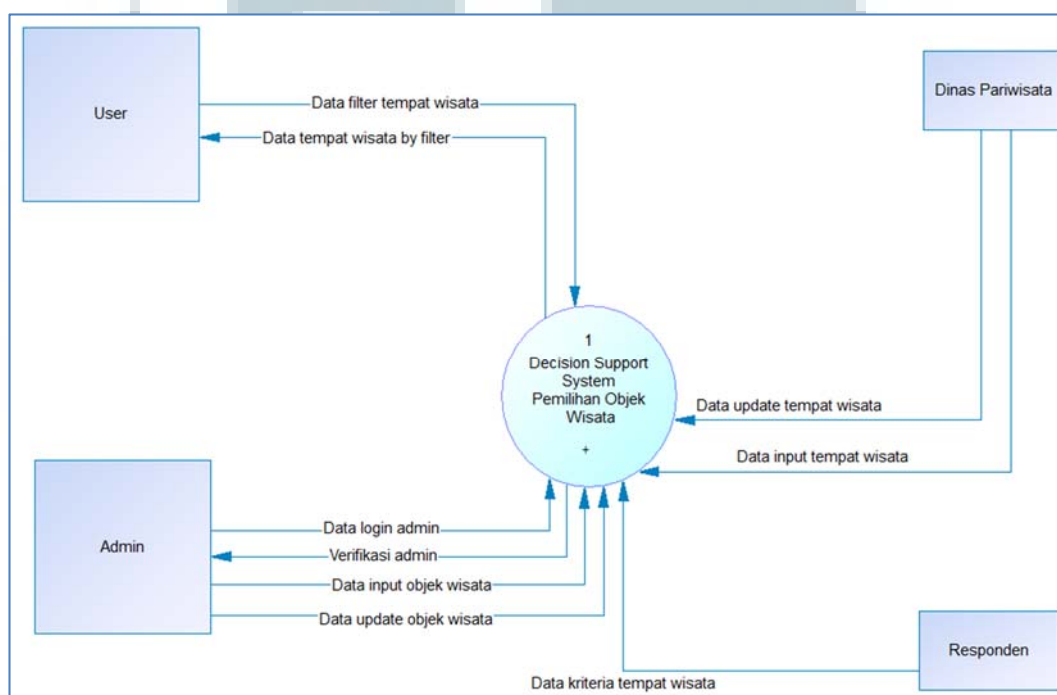 User
Data filter tempat wisata
Data tempat wisata by filter
Dinas Pariwisata
1
Decision Support
System
Pemilihan Objek
Wisata
+
Data update tempat wisata
Data input tempat wisata
Admin
Data login admin
Verifikasi admin
Data input objek wisata
Data update objek wisata
Responden
Data kriteria tempat wisata